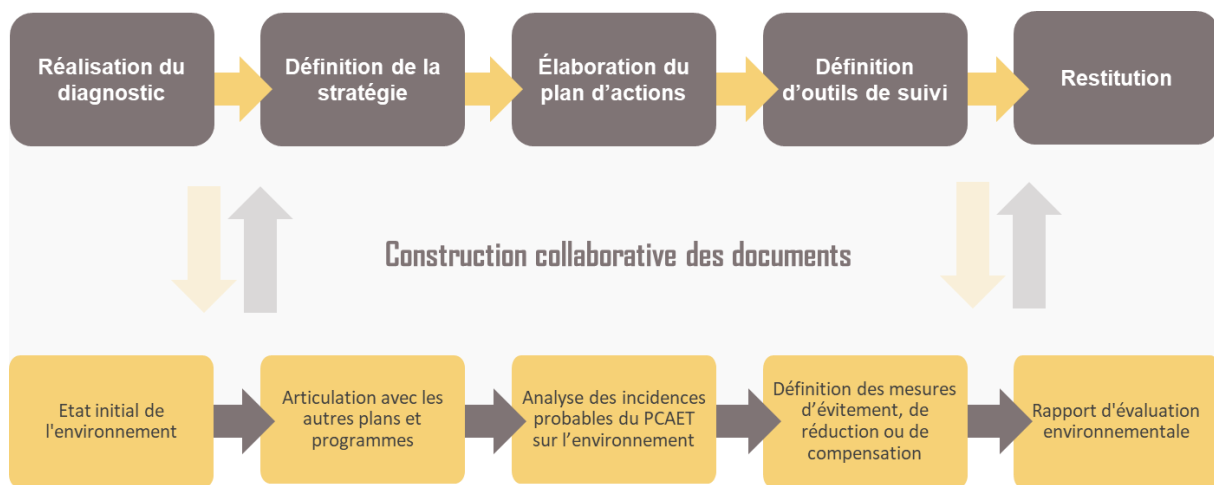 Réalisation du
diagnostic
Définition de la
stratégie
Élaboration du
plan d'actions
Définition
d'outils de suivi
Restitution
Construction collaborative des documents
Etat initial de
l'environnement
Articulation avec les
autres plans et
programmes
Analyse des incidences
probables du PCAET
sur l'environnement
Définition des mesures
d'évitement, de
réduction ou de
compensation
Rapport d'évaluation
environnementale